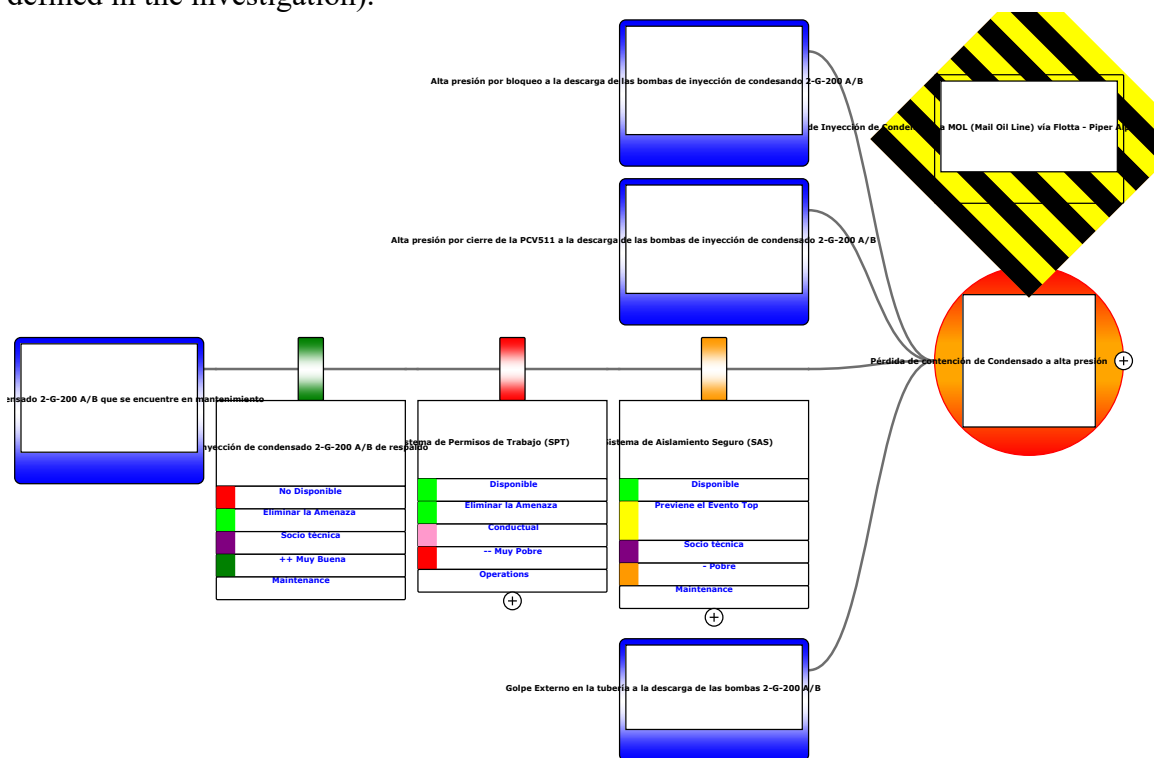 defined in the investigation).
Alta presión por bloqueo a la descarga de las bombas de inyección de condesando 2-G-200 A/B
de Inyección de a MOL (Mail Oil Line) vía Flotta - Piper
Alta presión por cierre de la PCV511 a la descarga de las bombas de inyección de condensado 2-G-200 A/B
Pérdida de contención de Condensado a alta presión
2-G-200 A/B que se encuentre en mantenimiento
de condensado 2-G-200 A/B de respaldo
No Disponible
Eliminar la Amenaza
Socio técnica
++ Muy Buena
Maintenance
de Permisos de Trabajo (SPT)
Disponible
Eliminar la Amenaza
Conductual
-- Muy Pobre
Operations
Sistema de Aislamiento Seguro (SAS)
Disponible
Previene el Evento Top
Socio técnica
- Pobre
Maintenance
Golpe Externo en la tubería a la descarga de las bombas 2-G-200 A/B